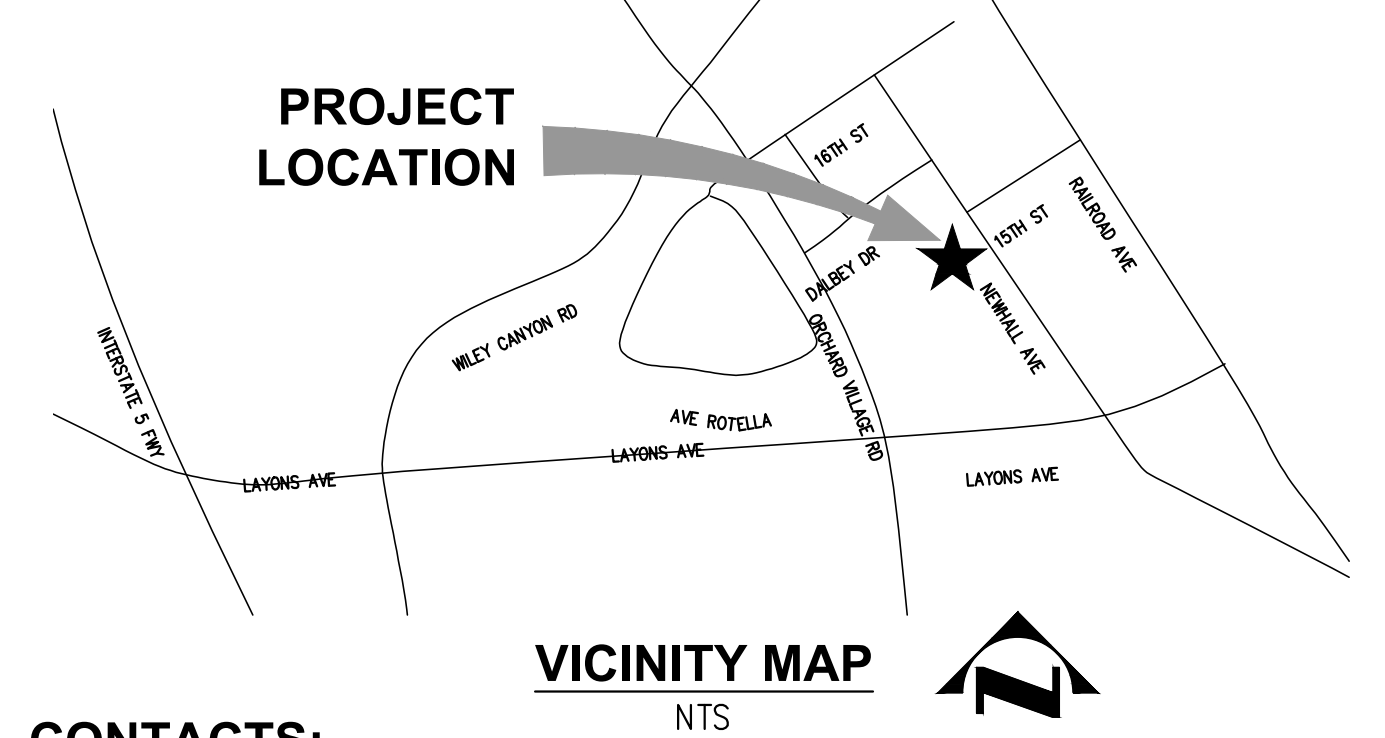 PROJECT
LOCATION
16TH ST
15TH ST
RAILROAD AVE
DALBEY DR
NEWHALL AVE
WILEY CANYON RD
ORCHARD VILLAGE RD
INTERSTATE 5 FWY
AVE ROTELLA
LAYONS AVE
LAYONS AVE
LAYONS AVE
VICINITY MAP
NTS
N
CONTACTS: